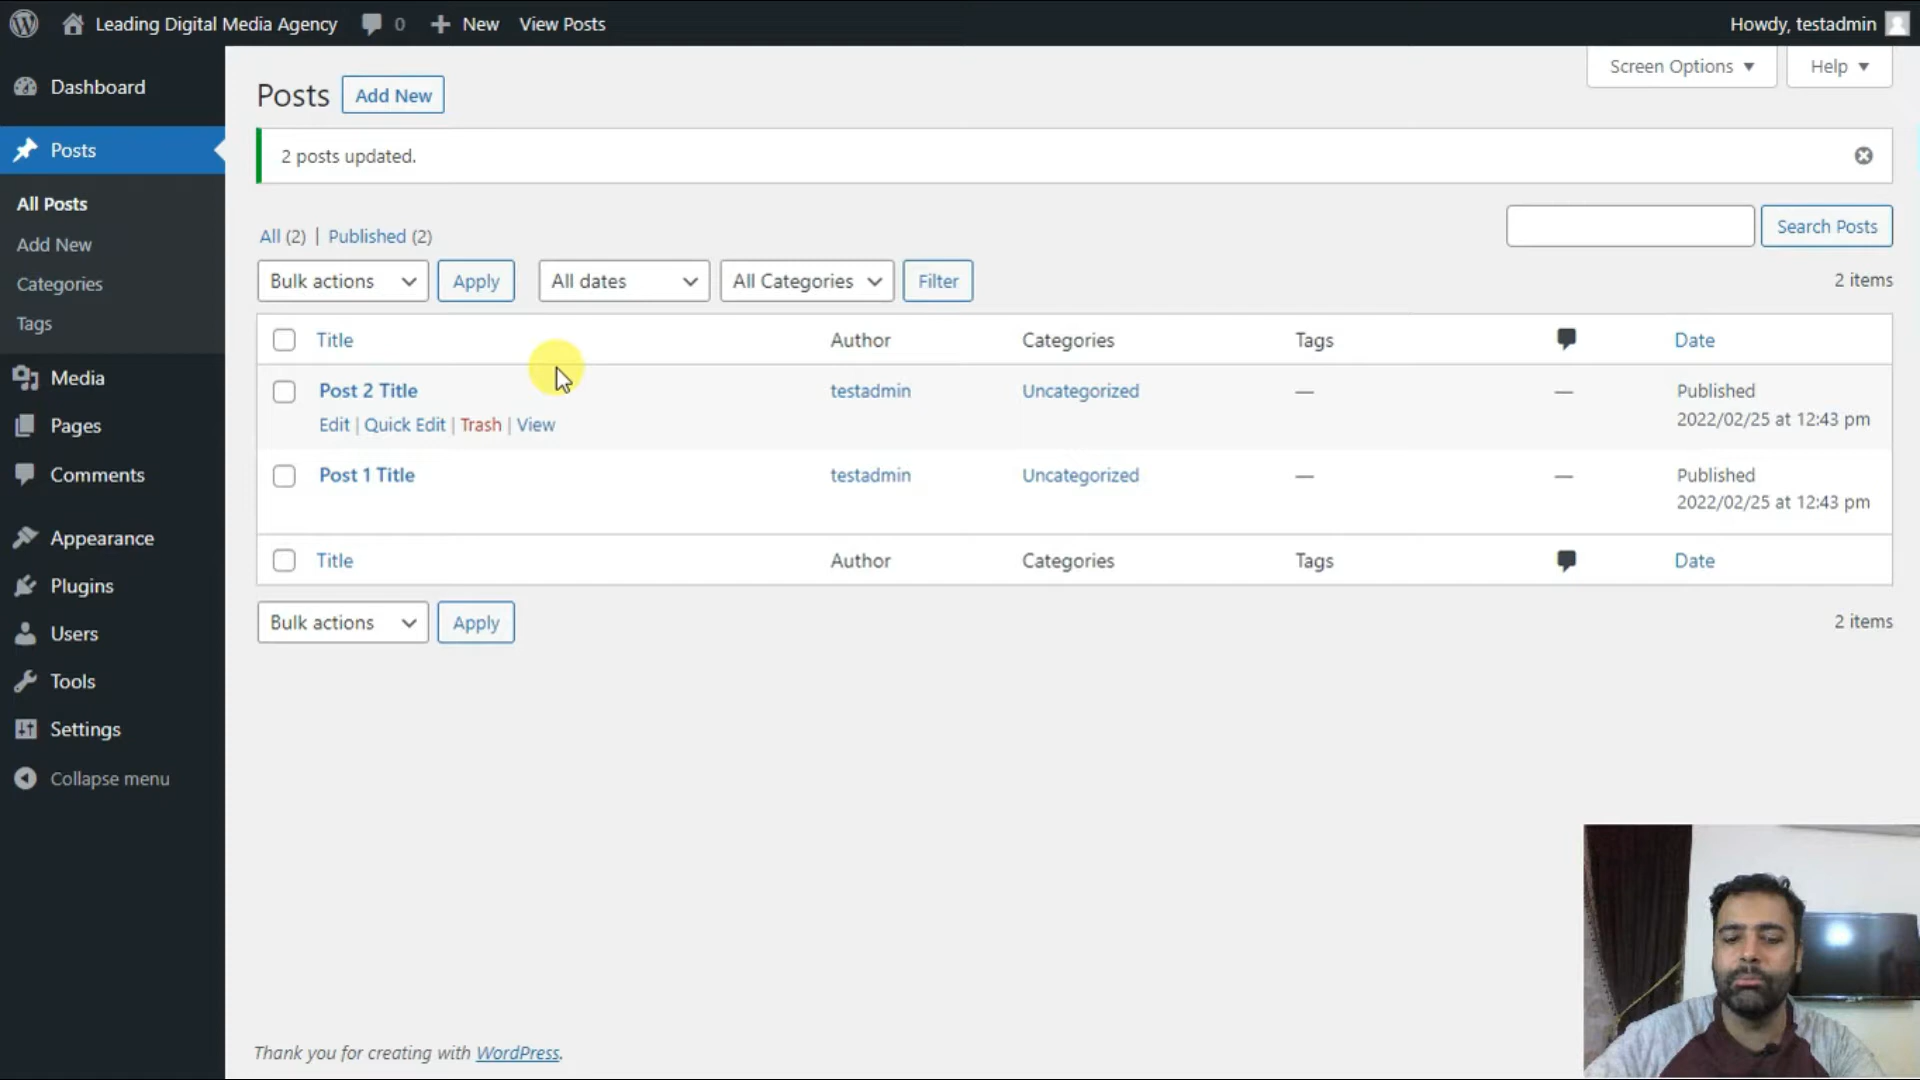 Leading Digital Media Agency 0 New View Posts Howdy, testadmin
Screen Options Help
Dashboard
Posts
All Posts
Add New
Categories
Tags
Media
Pages
Comments
Appearance
Plugins
Users
Tools
Settings
Collapse menu
Posts Add New
2 posts updated.
All (2) | Published (2)
Search Posts
Bulk actions Apply All dates All Categories Filter 2 items
Title Author Categories Tags Date
Post 2 Title testadmin Uncategorized — — Published
2022/02/25 at 12:43 pm
Edit | Quick Edit | Trash | View
Post 1 Title testadmin Uncategorized — — Published
2022/02/25 at 12:43 pm
Title Author Categories Tags Date
Bulk actions Apply 2 items
Thank you for creating with WordPress.